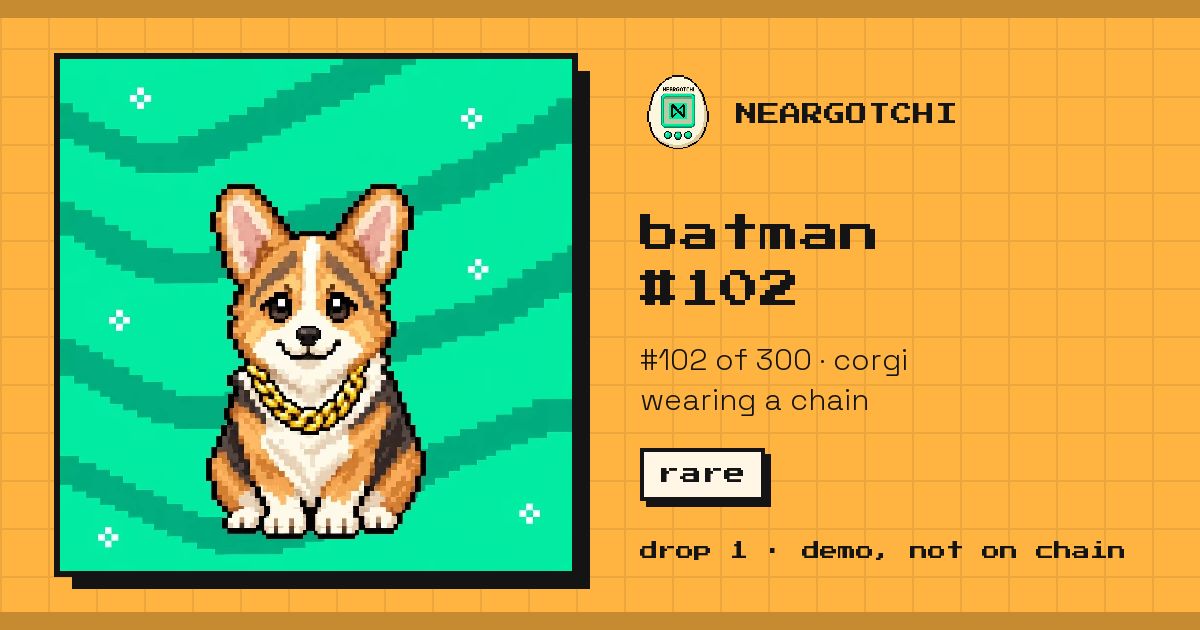 NEARGOTCHI
NEARGOTCHI
batman
#102
#102 of 300 · corgi
wearing a chain
rare
drop 1 · demo, not on chain